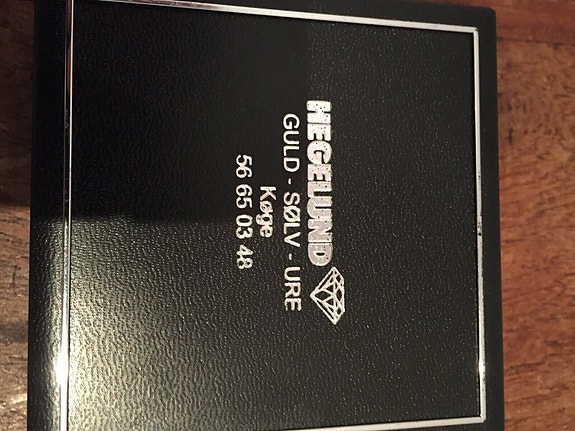 HEGELUND
GULD - SØLV - URE
Køge
56 65 03 48